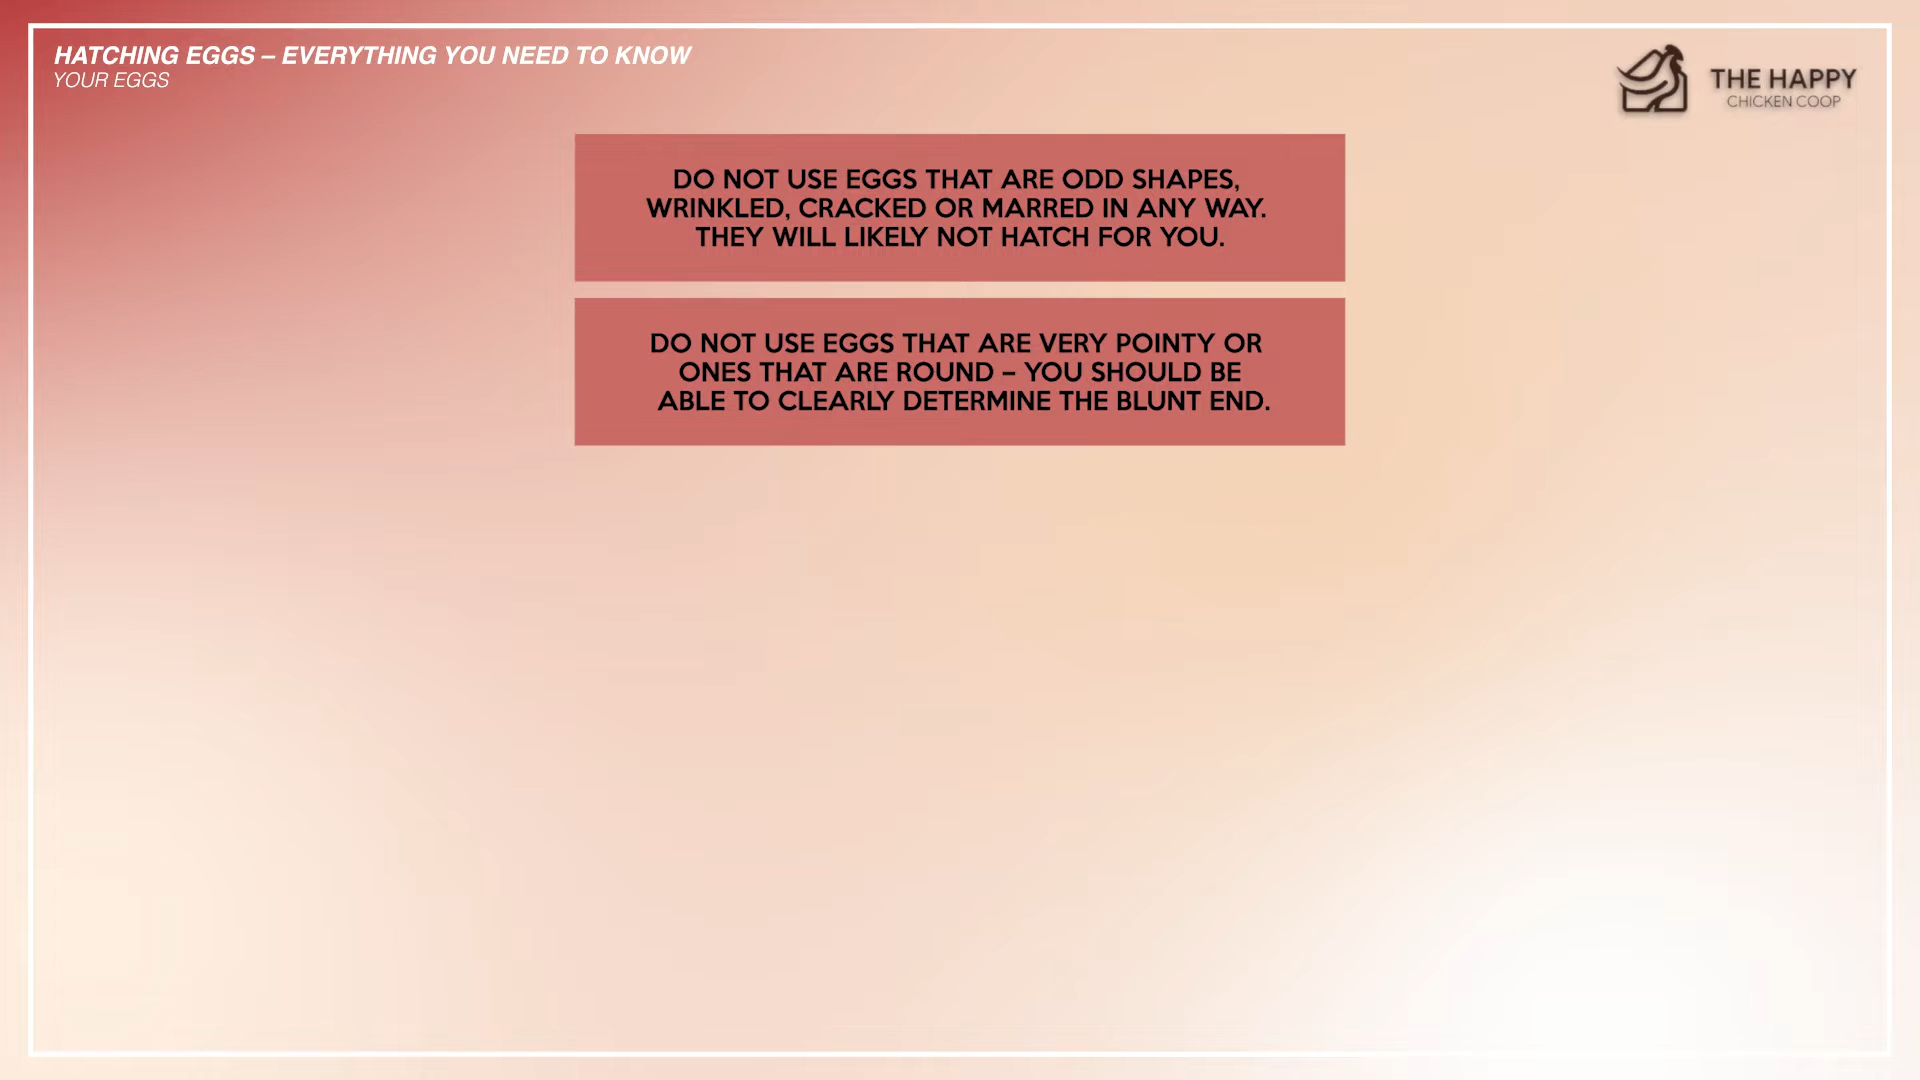 HATCHING EGGS – EVERYTHING YOU NEED TO KNOW
YOUR EGGS
THE HAPPY
CHICKEN COOP
DO NOT USE EGGS THAT ARE ODD SHAPES,
WRINKLED, CRACKED OR MARRED IN ANY WAY.
THEY WILL LIKELY NOT HATCH FOR YOU.
DO NOT USE EGGS THAT ARE VERY POINTY OR
ONES THAT ARE ROUND – YOU SHOULD BE
ABLE TO CLEARLY DETERMINE THE BLUNT END.